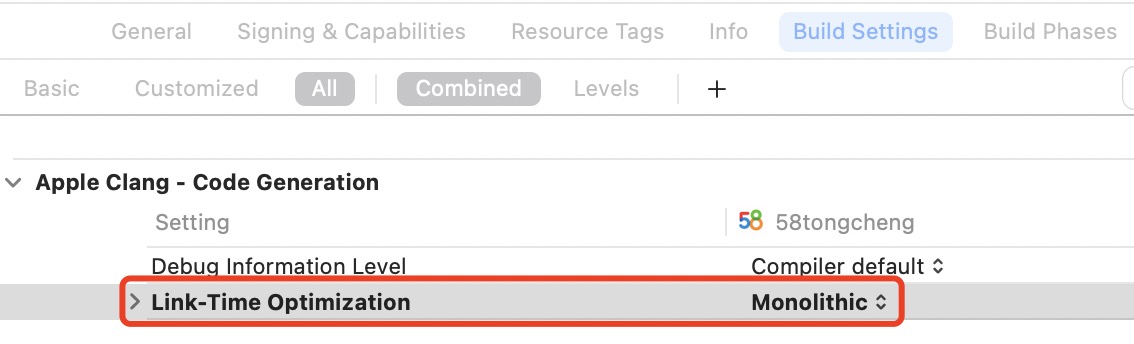 General Signing & Capabilities Resource Tags Info Build Settings Build Phases
Basic Customized All Combined Levels +
Apple Clang - Code Generation
Setting 58 58tongcheng
Debug Information Level Compiler default
Link-Time Optimization Monolithic